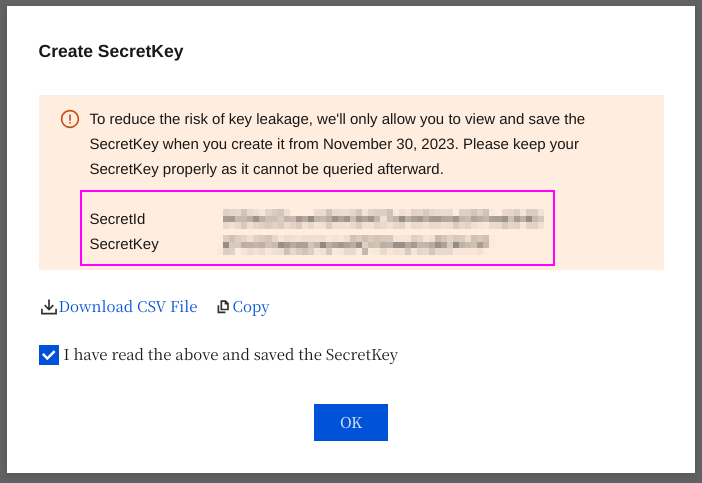 Create SecretKey
To reduce the risk of key leakage, we'll only allow you to view and save the
SecretKey when you create it from November 30, 2023. Please keep your
SecretKey properly as it cannot be queried afterward.
SecretId
SecretKey
Download CSV File Copy
I have read the above and saved the SecretKey
OK